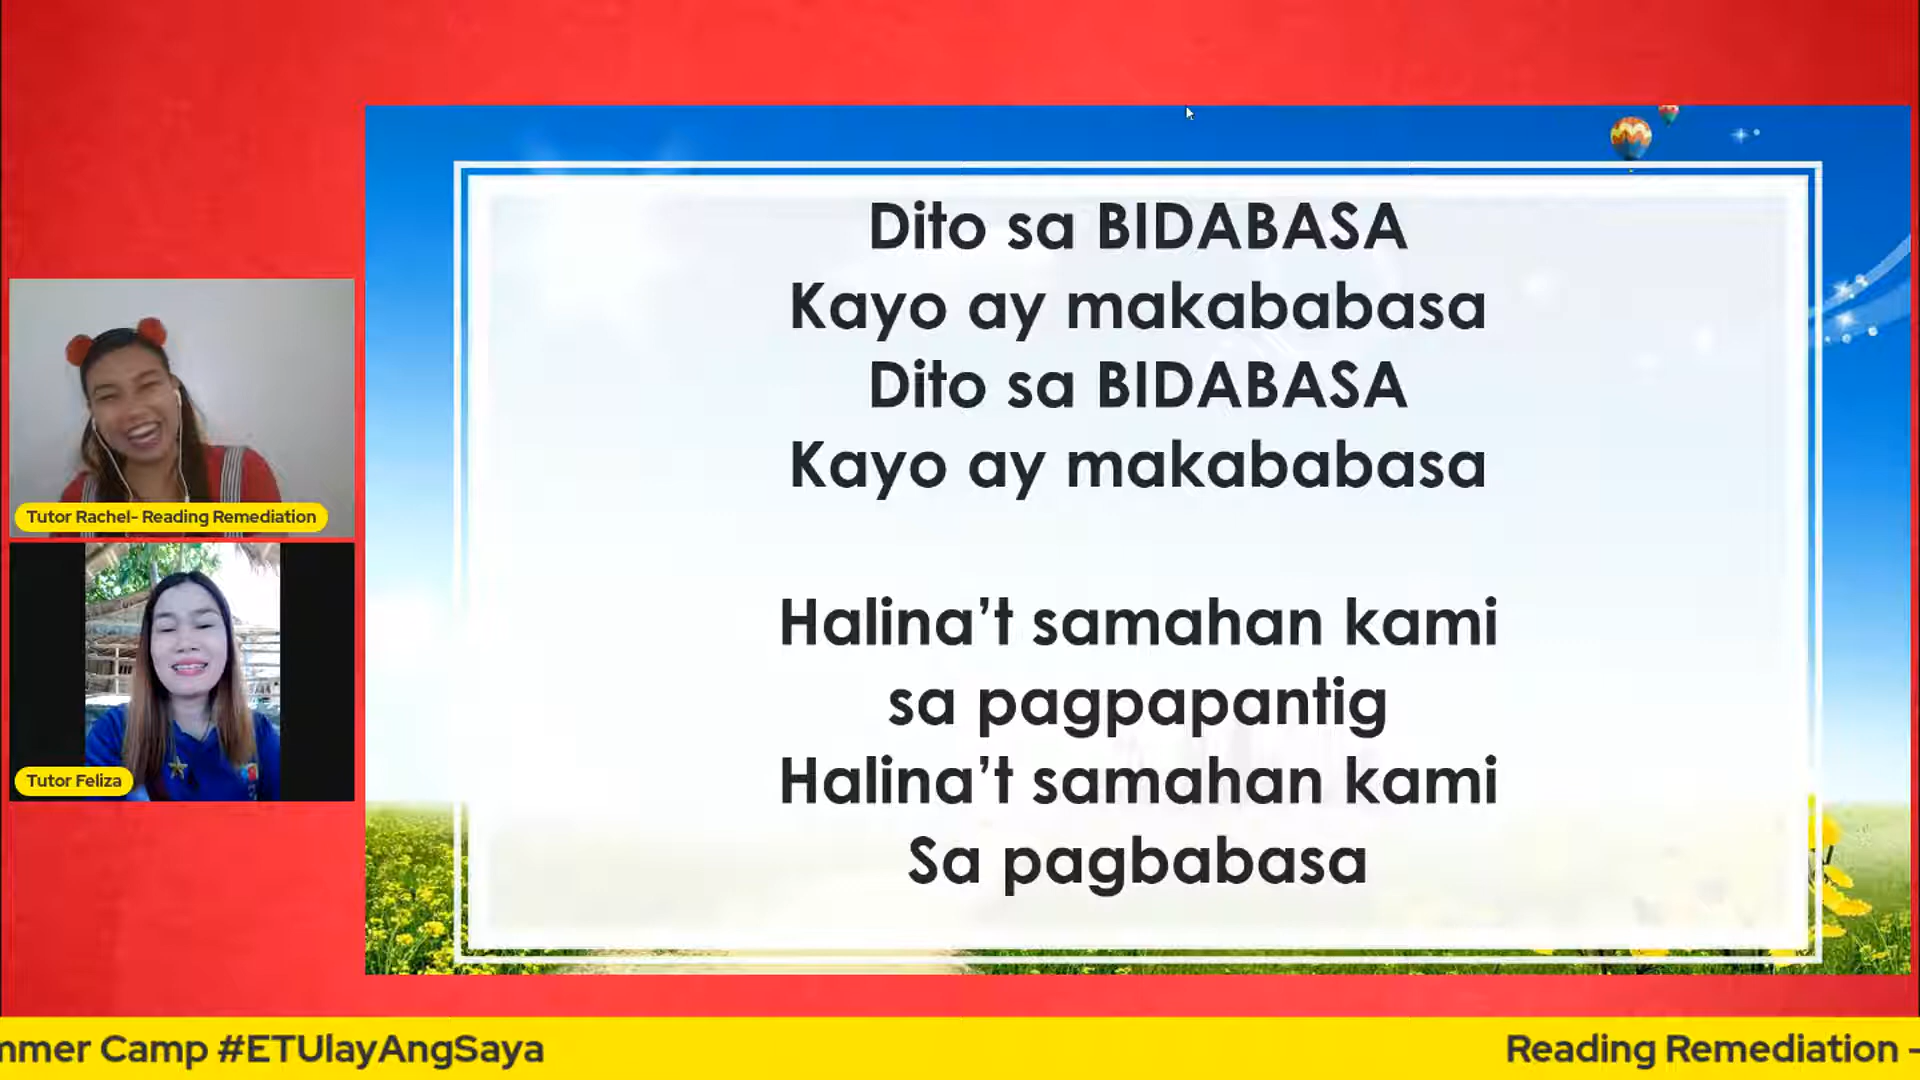 Dito sa BIDABASA
Kayo ay makababasa
Dito sa BIDABASA
Kayo ay makababasa
Halina’t samahan kami
sa pagpapantig
Halina’t samahan kami
Sa pagbabasa
Tutor Rachel- Reading Remediation
Tutor Feliza
mmer Camp #ETUlayAngSaya
Reading Remediation -